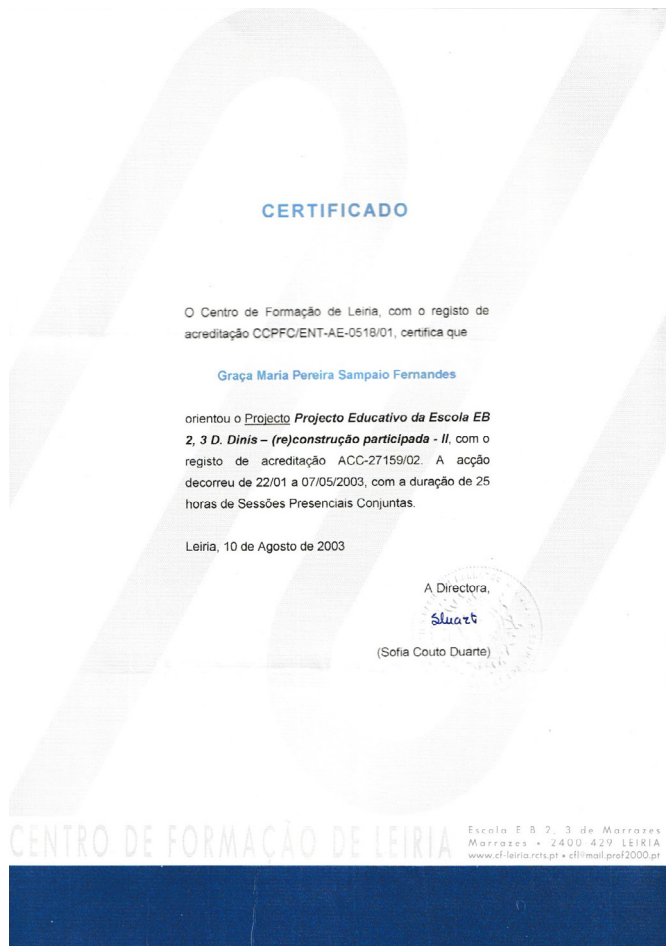 CERTIFICADO
O Centro de Formação de Leiria, com o registo de
acreditação CCPFC/ENT-AE-0518/01, certifica que
Graça Maria Pereira Sampaio Fernandes
orientou o Projecto Projecto Educativo da Escola EB
2, 3 D. Dinis – (re)construção participada - II, com o
registo de acreditação ACC-27159/02. A acção
decorreu de 22/01 a 07/05/2003, com a duração de 25
horas de Sessões Presenciais Conjuntas.
Leiria, 10 de Agosto de 2003
A Directora,
(Sofia Couto Duarte)
CENTRO DE FORMAÇÃO DE LEIRIA
Escola E B 2, 3 de Marrazes
Marrazes • 2400 429 LEIRIA
www.cf-leiria.rcts.pt • cfl@mail.prof2000.pt